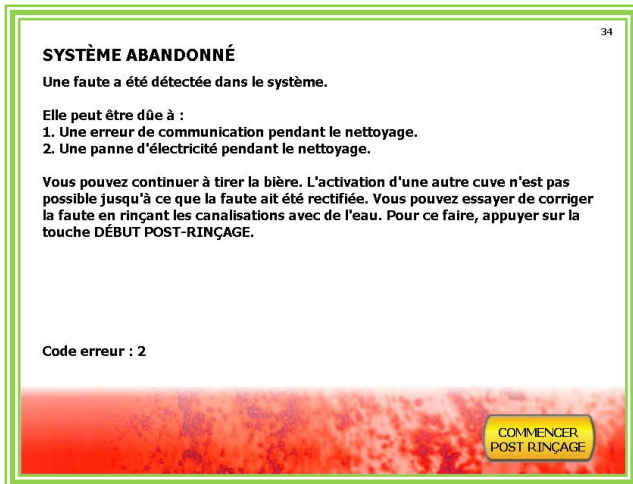 34
SYSTÈME ABANDONNÉ
Une faute a été détectée dans le système.
Elle peut être dûe à :
1. Une erreur de communication pendant le nettoyage.
2. Une panne d'électricité pendant le nettoyage.
Vous pouvez continuer à tirer la bière. L'activation d'une autre cuve n'est pas
possible jusqu'à ce que la faute ait été rectifiée. Vous pouvez essayer de corriger
la faute en rinçant les canalisations avec de l'eau. Pour ce faire, appuyer sur la
touche DÉBUT POST-RINÇAGE.
Code erreur : 2
COMMENCER
POST RINÇAGE